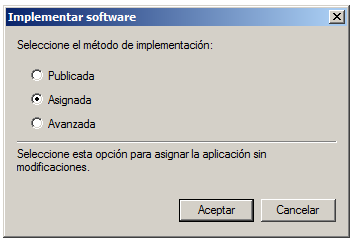 Implementar software
Seleccione el método de implementación:
Publicada
Asignada
Avanzada
Seleccione esta opción para asignar la aplicación sin
modificaciones.
Aceptar
Cancelar